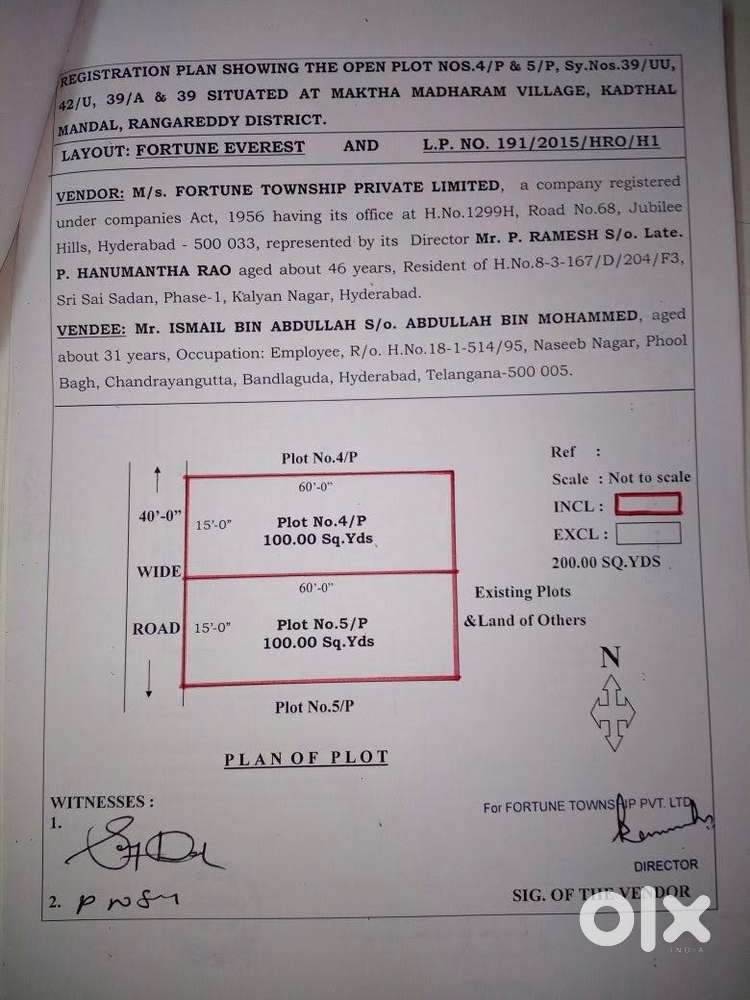 REGISTRATION PLAN SHOWING THE OPEN PLOT NOS.4/P & 5/P, Sy.Nos.39/UU,
42/U, 39/A & 39 SITUATED AT MAKTHA MADHARAM VILLAGE, KADTHAL
MANDAL, RANGAREDDY DISTRICT.
LAYOUT: FORTUNE EVEREST AND L.P. NO. 191/2015/HRO/H1
VENDOR: M/s. FORTUNE TOWNSHIP PRIVATE LIMITED, a company registered
under companies Act, 1956 having its office at H.No.1299H, Road No.68, Jubilee
Hills, Hyderabad - 500 033, represented by its Director Mr. P. RAMESH S/o. Late.
P. HANUMANTHA RAO aged about 46 years, Resident of H.No.8-3-167/D/204/F3,
Sri Sai Sadan, Phase-1, Kalyan Nagar, Hyderabad.
VENDEE: Mr. ISMAIL BIN ABDULLAH S/o. ABDULLAH BIN MOHAMMED, aged
about 31 years, Occupation: Employee, R/o. H.No.18-1-514/95, Naseeb Nagar, Phool
Bagh, Chandrayangutta, Bandlaguda, Hyderabad, Telangana-500 005.
Plot No.4/P
Ref :
Scale : Not to scale
INCL :
EXCL :
200.00 SQ.YDS .
40'-0"
WIDE
ROAD
60'-0"
15'-0"
Plot No.4/P
100.00 Sq.Yds
60'-0"
15'-0"
Plot No.5/P
100.00 Sq.Yds
Existing Plots
&Land of Others
Plot No.5/P
N
PLAN OF PLOT
WITNESSES :
1.
2.
For FORTUNE TOWNSHIP PVT. LTD.
DIRECTOR
SIG. OF THE VENDOR
olx
INDIA